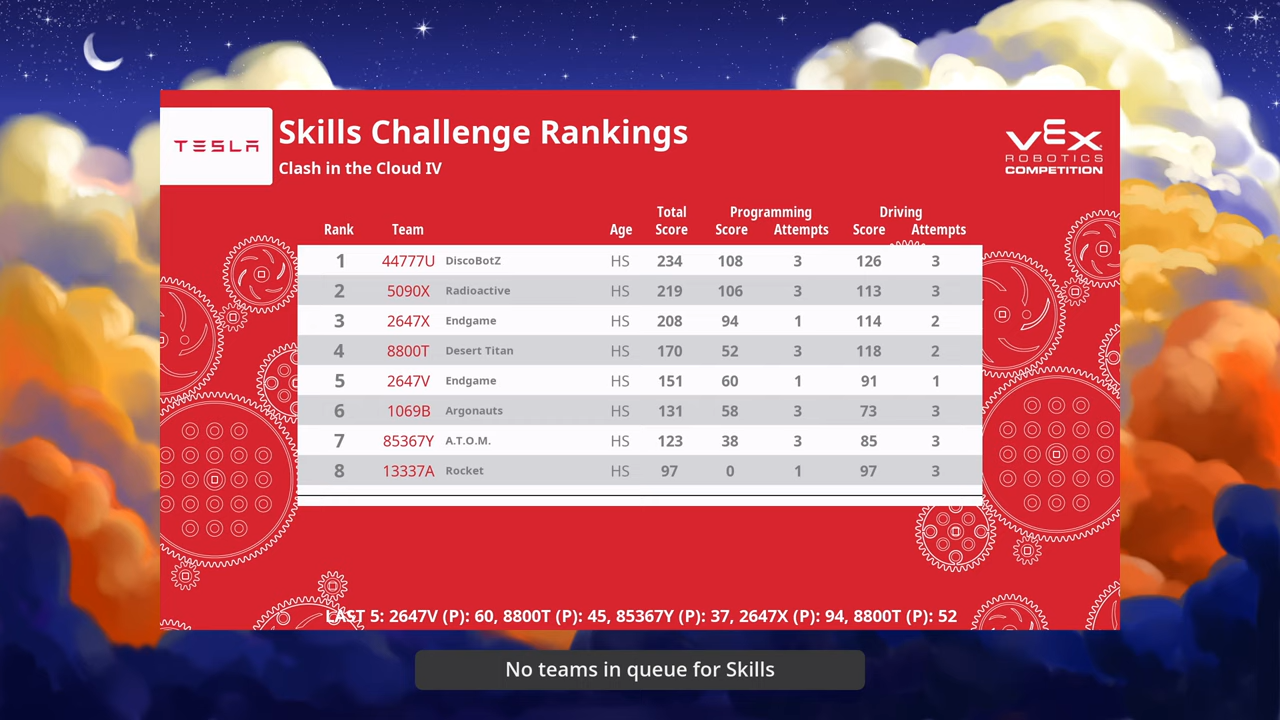 TESLA
Skills Challenge Rankings
Clash in the Cloud IV
VEX
ROBOTICS
COMPETITION
Total Programming Driving
Rank Team Age Score Score Attempts Score Attempts
1 44777U DiscoBotZ HS 234 108 3 126 3
2 5090X Radioactive HS 219 106 3 113 3
3 2647X Endgame HS 208 94 1 114 2
4 8800T Desert Titan HS 170 52 3 118 2
5 2647V Endgame HS 151 60 1 91 1
6 1069B Argonauts HS 131 58 3 73 3
7 85367Y A.T.O.M. HS 123 38 3 85 3
8 13337A Rocket HS 97 0 1 97 3
LAST 5: 2647V (P): 60, 8800T (P): 45, 85367Y (P): 37, 2647X (P): 94, 8800T (P): 52
No teams in queue for Skills